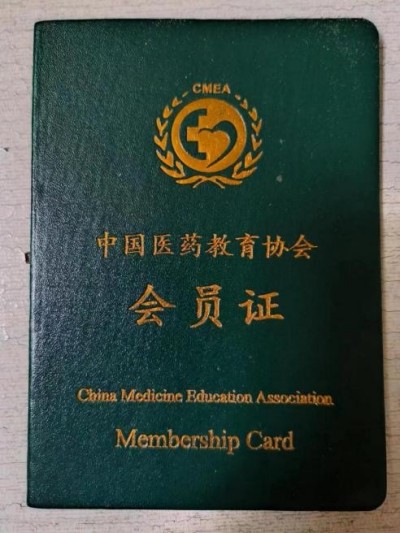 CMEA
中国医药教育协会
会员证
China Medicine Education Association
Membership Card